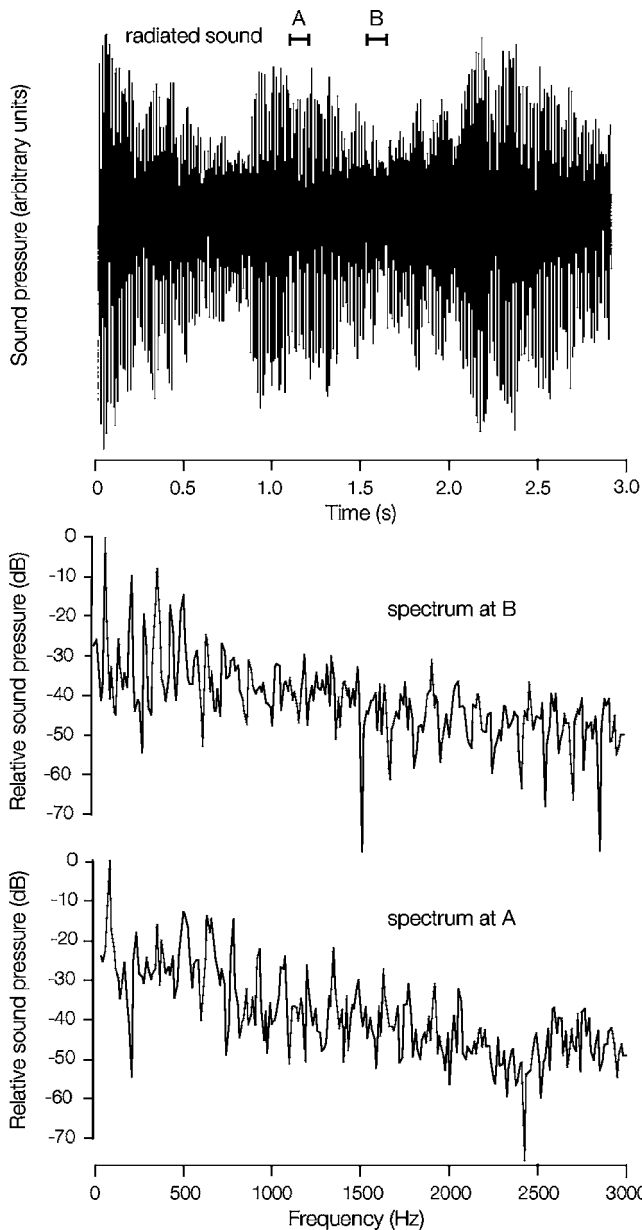 A B
radiated sound
Sound pressure (arbitrary units)
0 0.5 1.0 1.5 2.0 2.5 3.0
Time (s)
Relative sound pressure (dB)
0
-10
-20
-30
-40
-50
-60
-70
spectrum at B
Relative sound pressure (dB)
0
-10
-20
-30
-40
-50
-60
-70
spectrum at A
0 500 1000 1500 2000 2500 3000
Frequency (Hz)